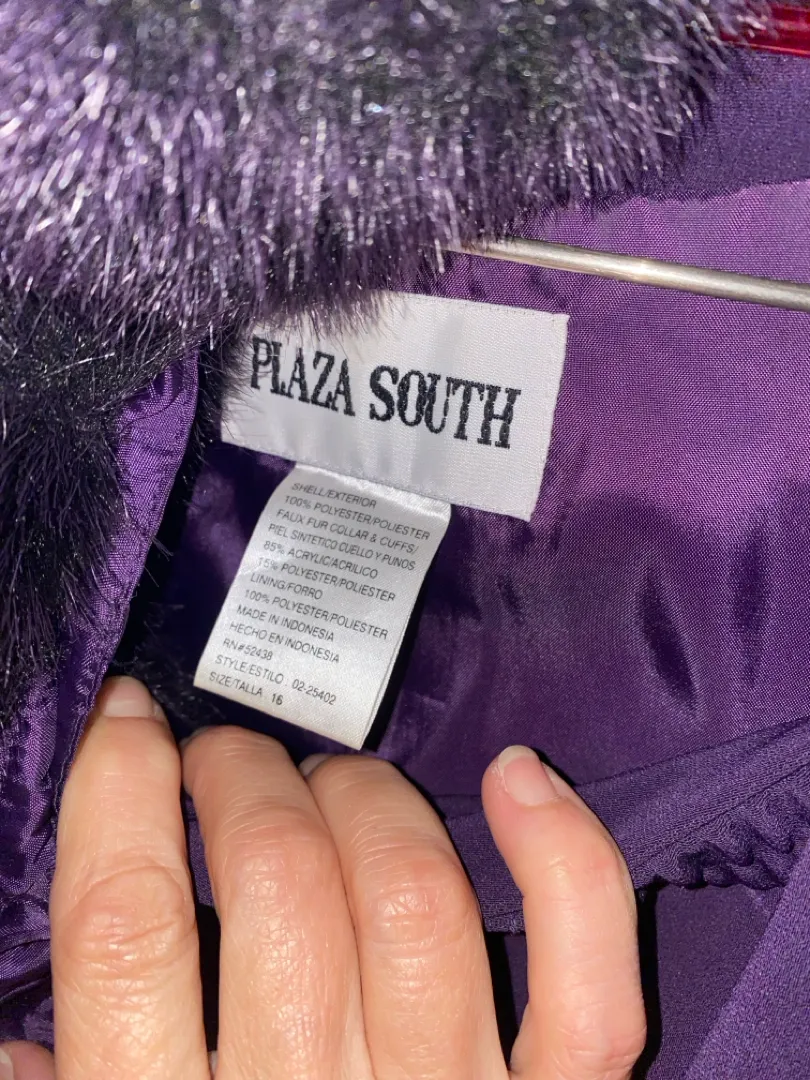 PLAZA SOUTH
SHELL/EXTERIOR
100% POLYESTER/POLIESTER
FAUX FUR COLLAR & CUFFS/
PIEL SINTETICO CUELLO Y PUNOS
85% ACRYLIC/ACRILICO
15% POLYESTER/POLIESTER
LINING/FORRO
100% POLYESTER/POLIESTER
MADE IN INDONESIA
HECHO EN INDONESIA
RN#52438
STYLE/ESTILO : 02-25402
SIZE/TALLA 16